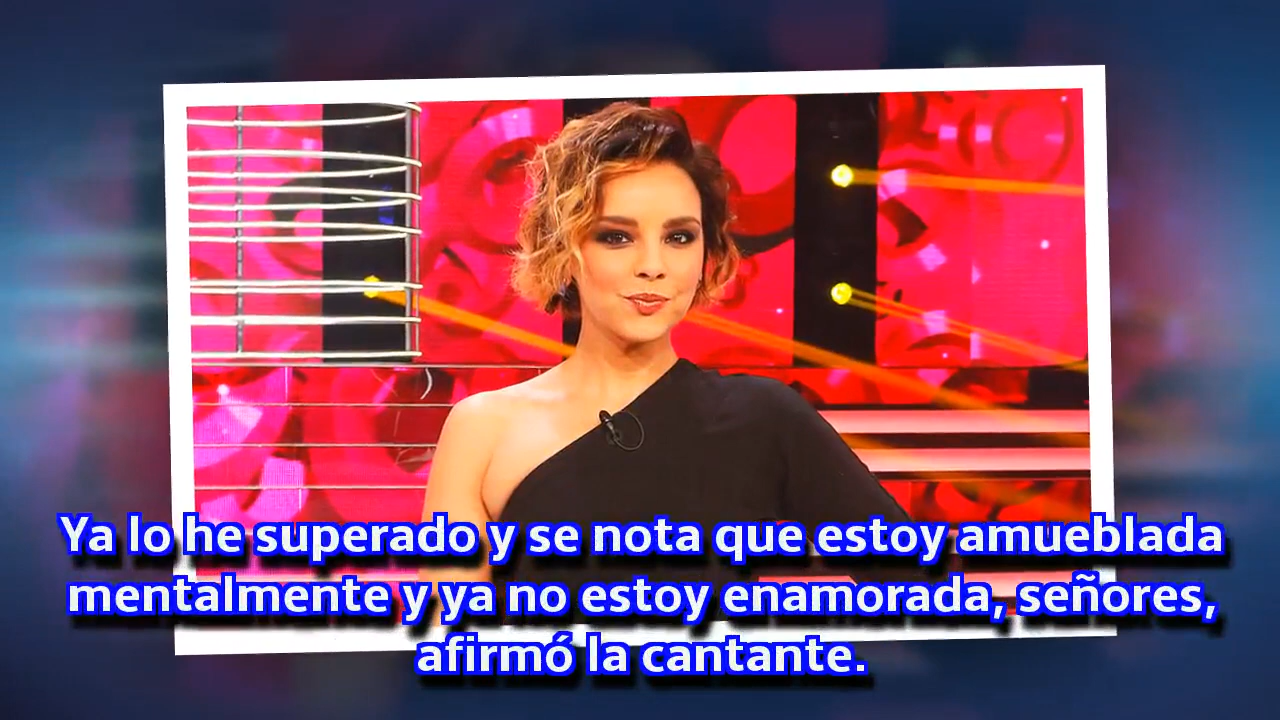 Ya lo he superado y se nota que estoy amueblada
mentalmente y ya no estoy enamorada, señores,
afirmó la cantante.